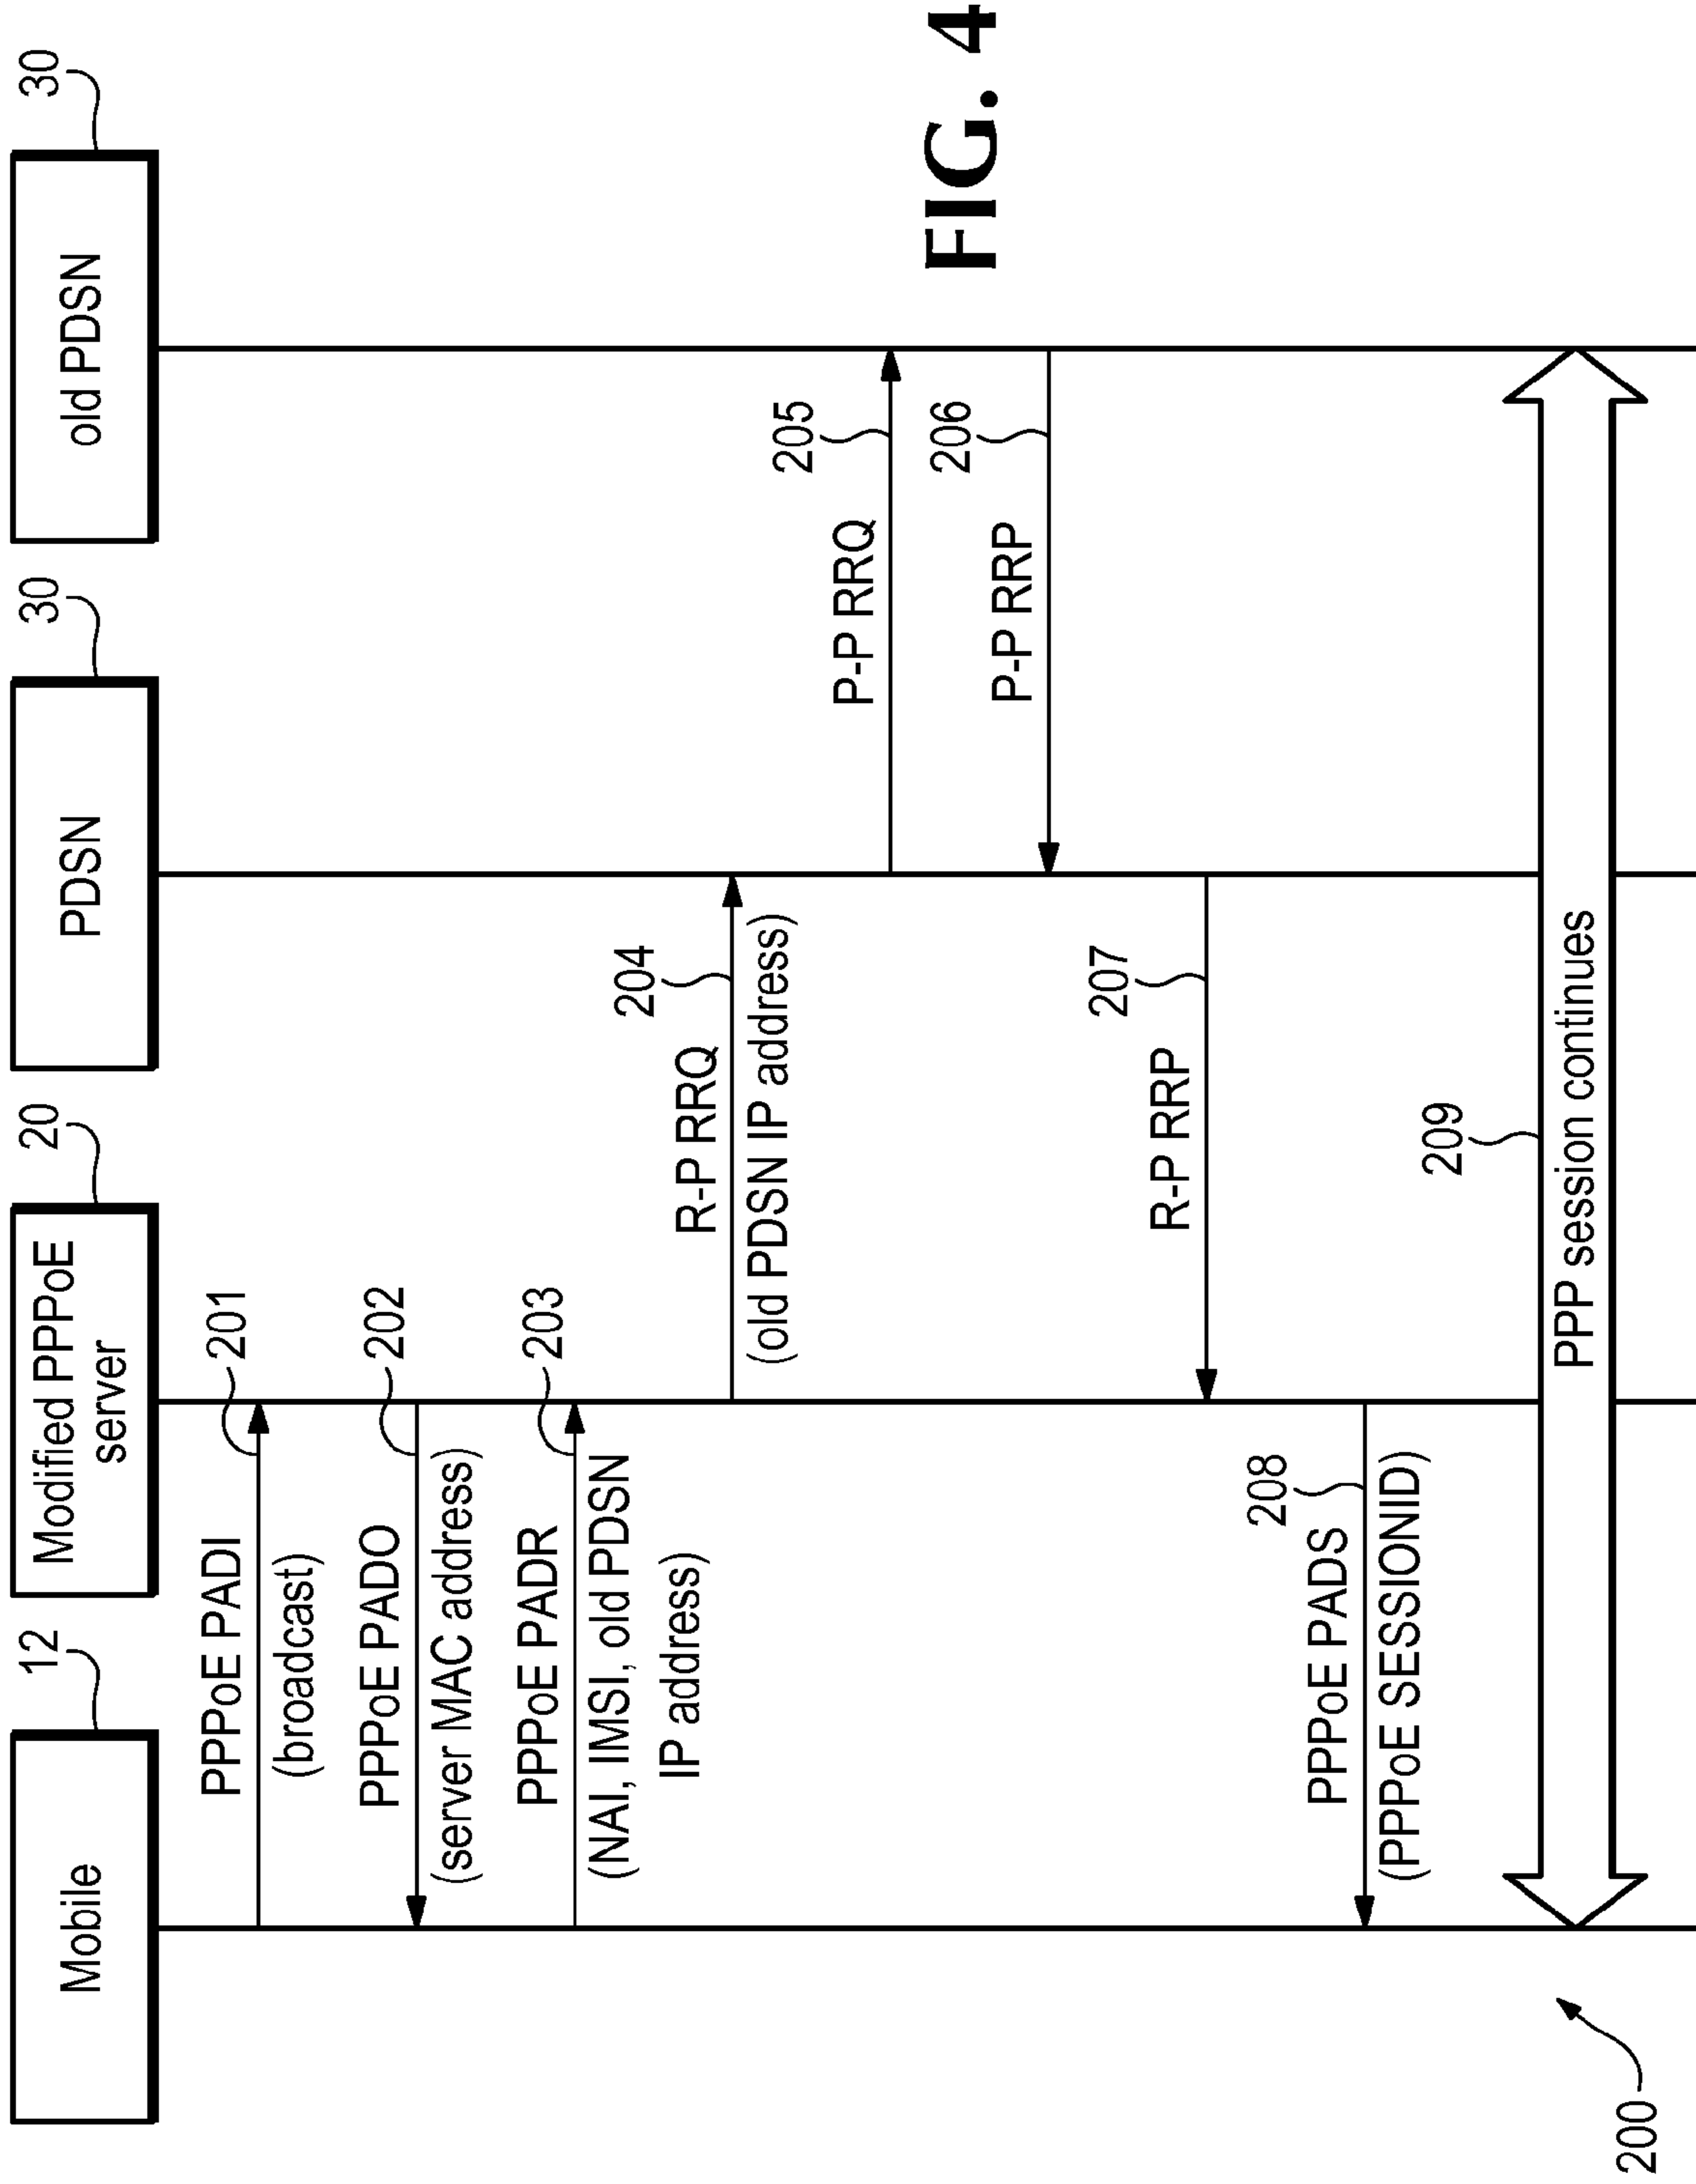 Mobile
12
Modified PPPoE
server
20
PDSN
30
old PDSN
30
PPPoE PADI
(broadcast)
201
PPPoE PADO
(server MAC address)
202
PPPoE PADR
(NAI, IMSI, old PDSN
IP address)
203
R-P RRQ
(old PDSN IP address)
204
P-P RRQ
205
P-P RRP
206
R-P RRP
207
PPPoE PADS
(PPPoE SESSIONID)
208
209
PPP session continues
200
FIG. 4